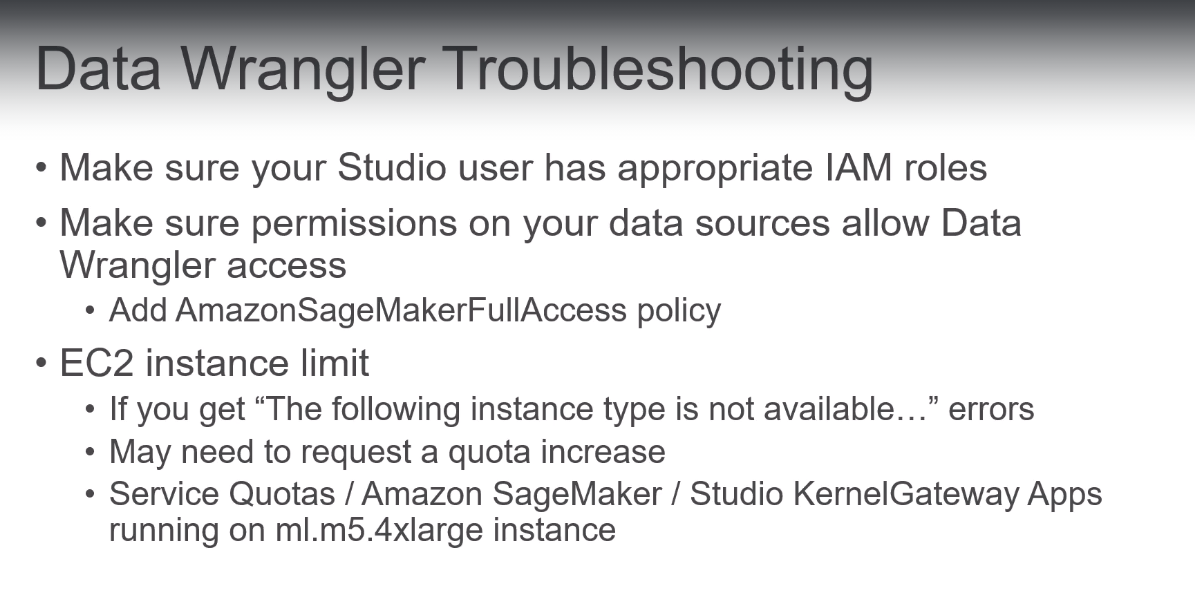 Data Wrangler Troubleshooting
• Make sure your Studio user has appropriate IAM roles
• Make sure permissions on your data sources allow Data
Wrangler access
• Add AmazonSageMakerFullAccess policy
• EC2 instance limit
• If you get “The following instance type is not available…” errors
• May need to request a quota increase
• Service Quotas / Amazon SageMaker / Studio KernelGateway Apps
running on ml.m5.4xlarge instance